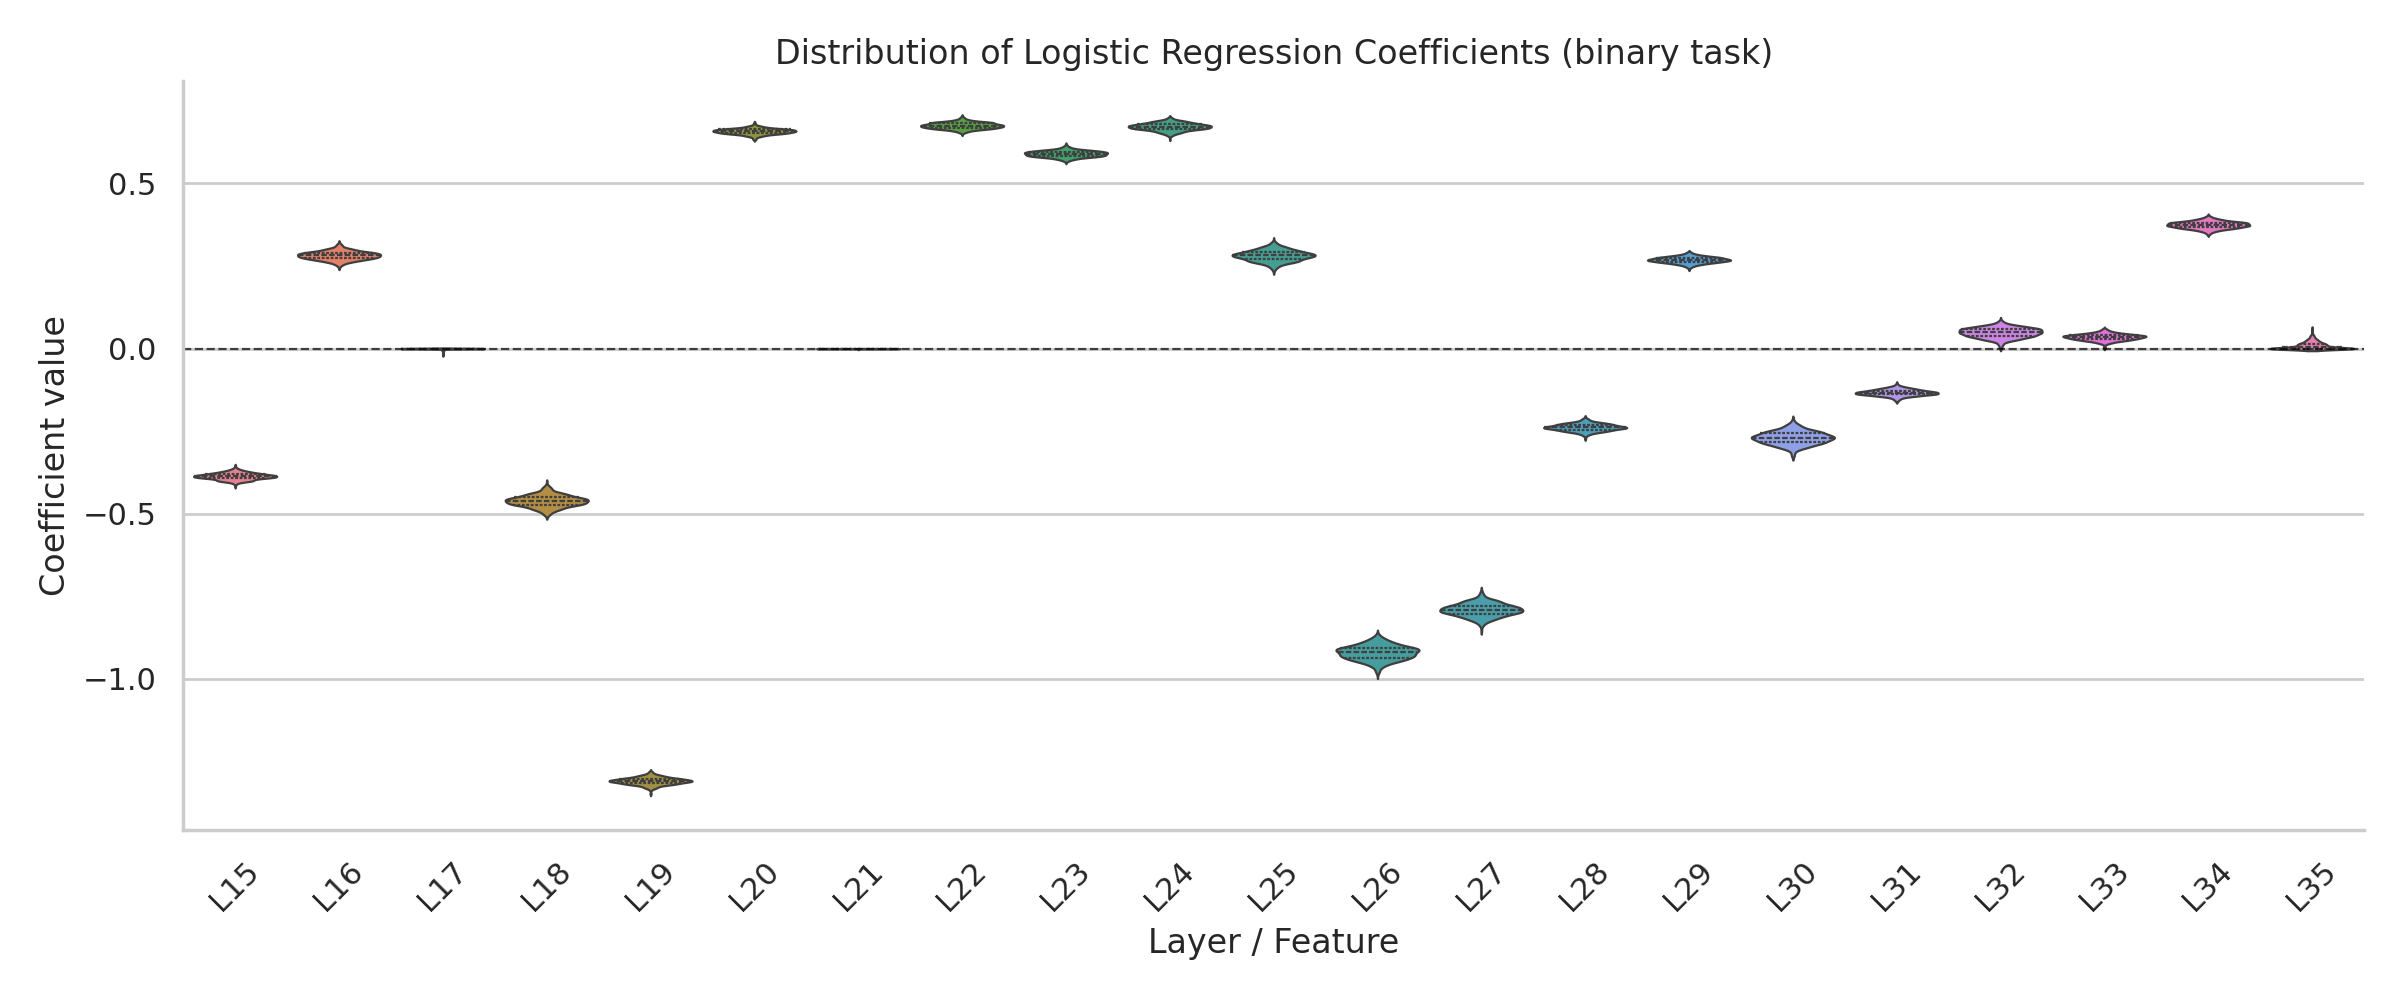 Distribution of Logistic Regression Coefficients (binary task)
Coefficient value
0.5
0.0
−0.5
−1.0
L15
L16
L17
L18
L19
L20
L21
L22
L23
L24
L25
L26
L27
L28
L29
L30
L31
L32
L33
L34
L35
Layer / Feature